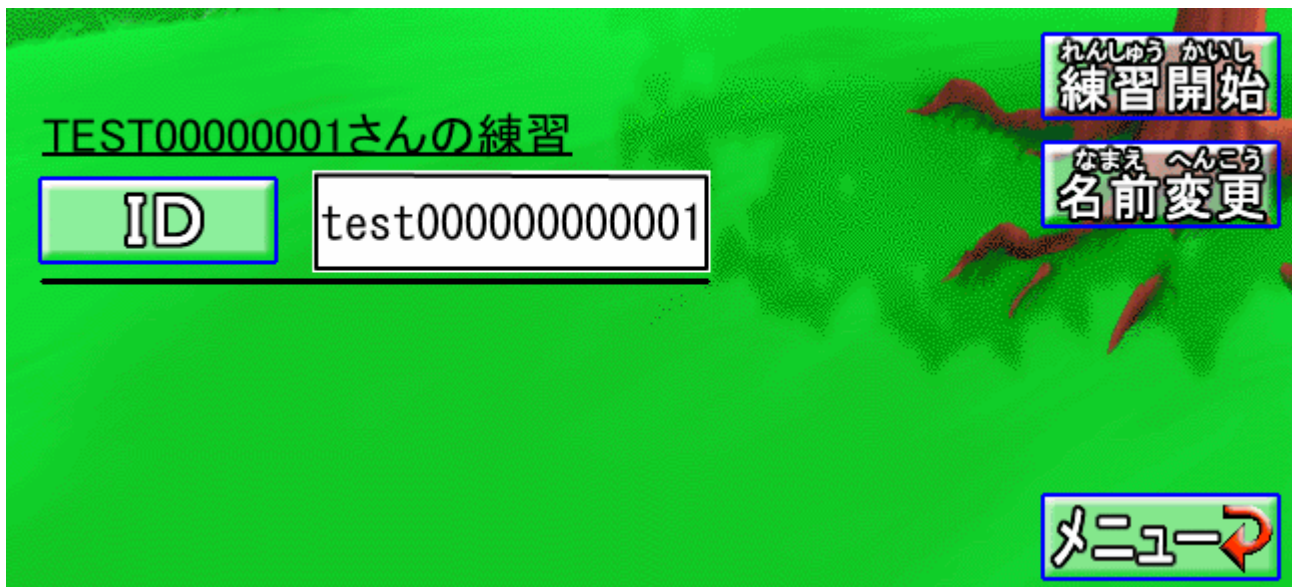 れんしゅう かいし
練習開始
TEST00000001さんの練習
なまえ へんこう
名前変更
ID
test000000000001
メニュー